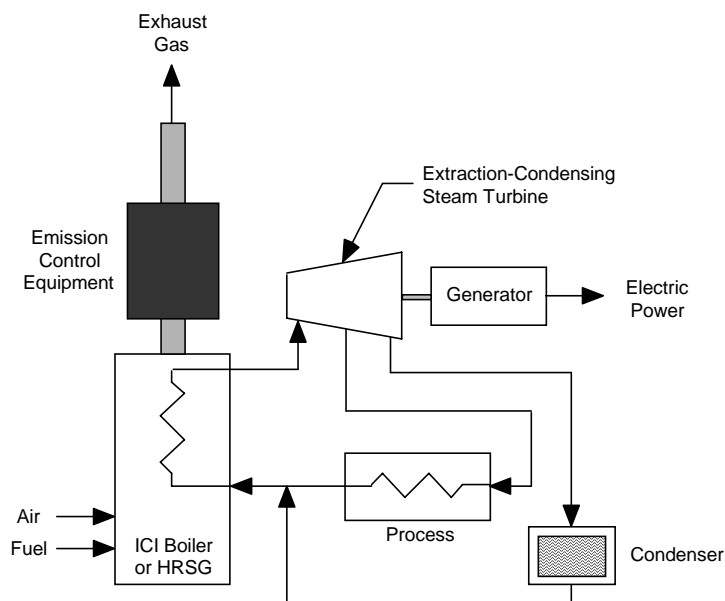 Exhaust
Gas
Extraction-Condensing
Steam Turbine
Emission
Control
Equipment
Generator
Electric
Power
Air
Fuel
ICI Boiler
or HRSG
Process
Condenser